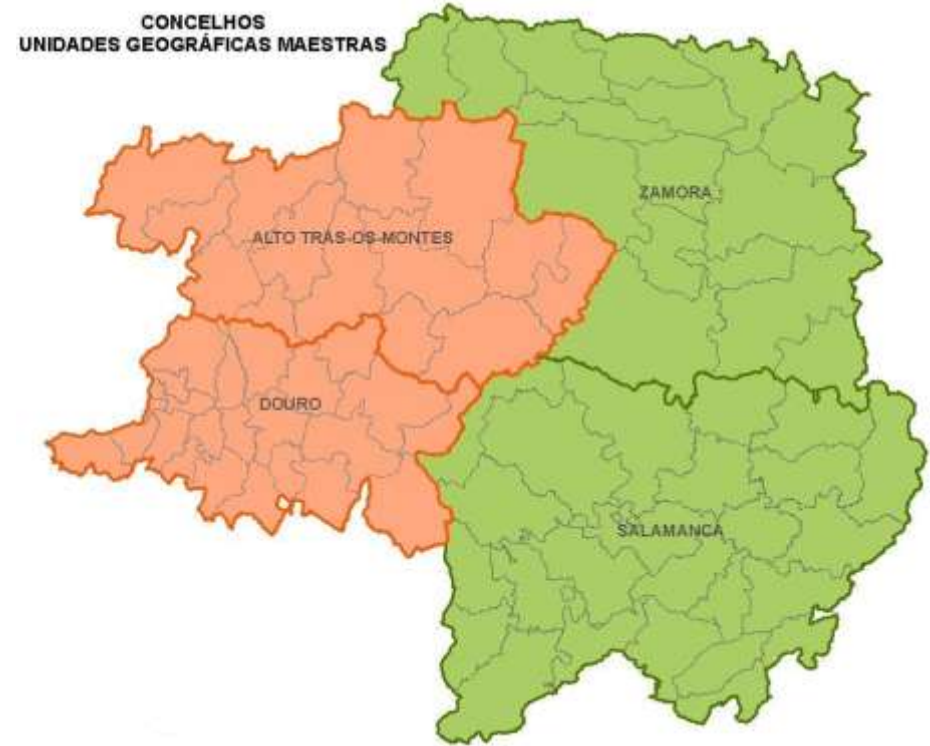 CONCELHOS
UNIDADES GEOGRÁFICAS MAESTRAS
ZAMORA
ALTO TRÁS-OS-MONTES
DOURO
SALAMANCA